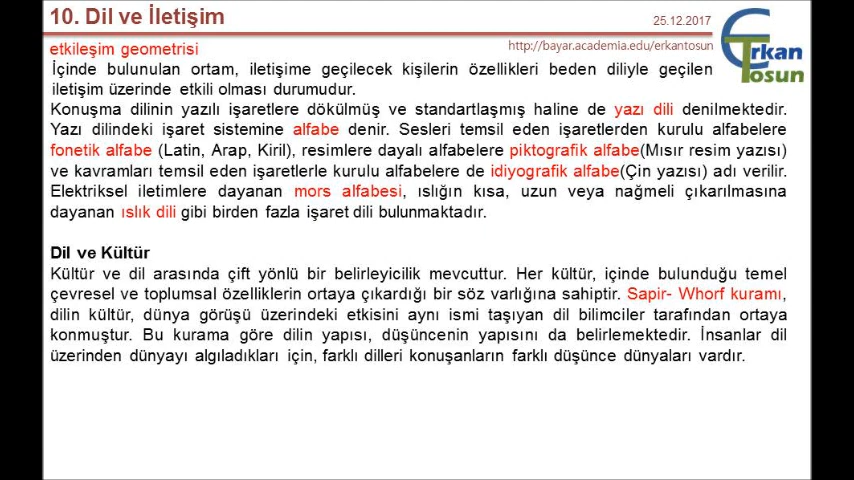 10. Dil ve İletişim
25.12.2017
http://bayar.academia.edu/erkantosun
Erkan
Tosun
etkileşim geometrisi
İçinde bulunulan ortam, iletişime geçilecek kişilerin özellikleri beden diliyle geçilen
iletişim üzerinde etkili olması durumudur.
Konuşma dilinin yazılı işaretlere dökülmüş ve standartlaşmış haline de yazı dili denilmektedir.
Yazı dilindeki işaret sistemine alfabe denir. Sesleri temsil eden işaretlerden kurulu alfabelere
fonetik alfabe (Latin, Arap, Kiril), resimlere dayalı alfabelere piktografik alfabe(Mısır resim yazısı)
ve kavramları temsil eden işaretlerle kurulu alfabelere de idiyografik alfabe(Çin yazısı) adı verilir.
Elektriksel iletimlere dayanan mors alfabesi, ıslığın kısa, uzun veya nağmeli çıkarılmasına
dayanan ıslık dili gibi birden fazla işaret dili bulunmaktadır.
Dil ve Kültür
Kültür ve dil arasında çift yönlü bir belirleyicilik mevcuttur. Her kültür, içinde bulunduğu temel
çevresel ve toplumsal özelliklerin ortaya çıkardığı bir söz varlığına sahiptir. Sapir- Whorf kuramı,
dilin kültür, dünya görüşü üzerindeki etkisini aynı ismi taşıyan dil bilimciler tarafından ortaya
konmuştur. Bu kurama göre dilin yapısı, düşüncenin yapısını da belirlemektedir. İnsanlar dil
üzerinden dünyayı algıladıkları için, farklı dilleri konuşanların farklı düşünce dünyaları vardır.